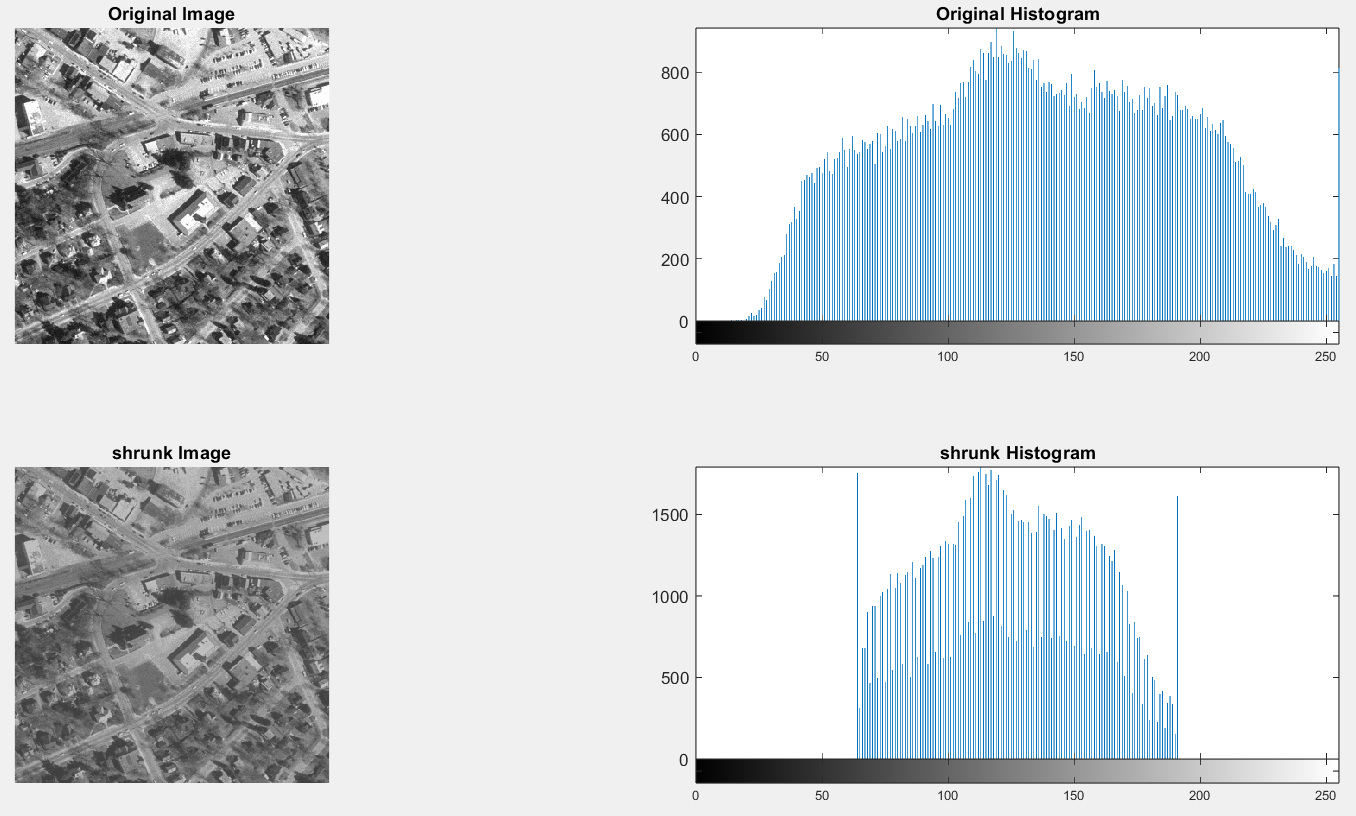 Original Image
Original Histogram
800
600
400
200
0
0 50 100 150 200 250
shrunk Image
shrunk Histogram
1500
1000
500
0
0 50 100 150 200 250